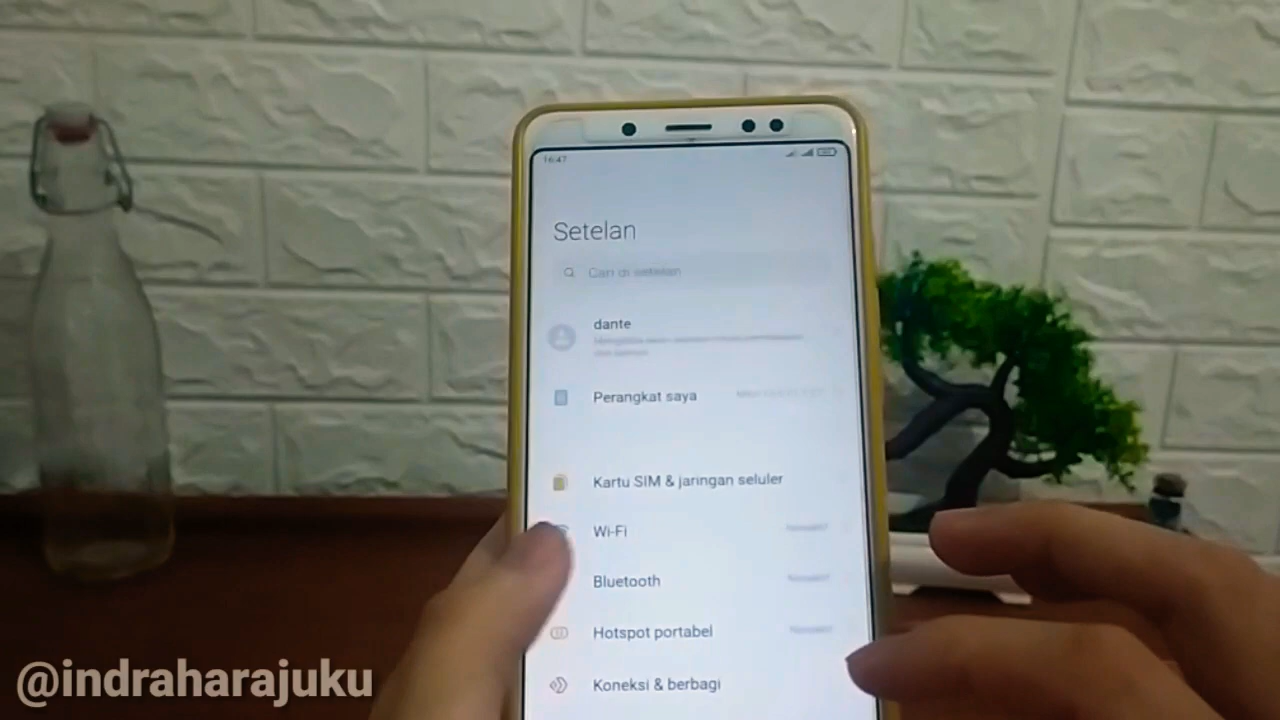 16:47
Setelan
Cari di setelan
dante
Perangkat saya
Kartu SIM & jaringan seluler
Wi-Fi
Bluetooth
Hotspot portabel
Koneksi & berbagi
@indraharajuku